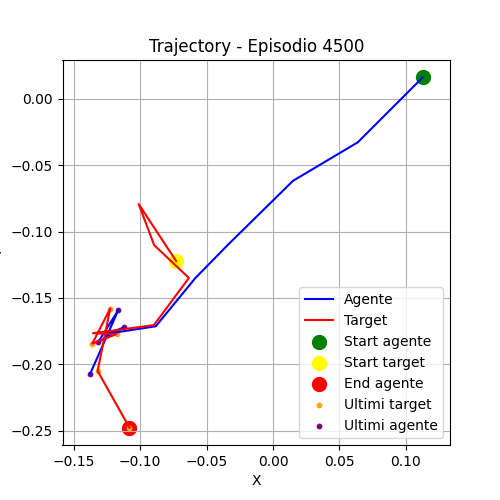 Trajectory - Episodio 4500
0.00
−0.05
−0.10
−0.15
−0.20
−0.25
Agente
Target
Start agente
Start target
End agente
Ultimi target
Ultimi agente
−0.15
−0.10
−0.05
0.00
0.05
0.10
X